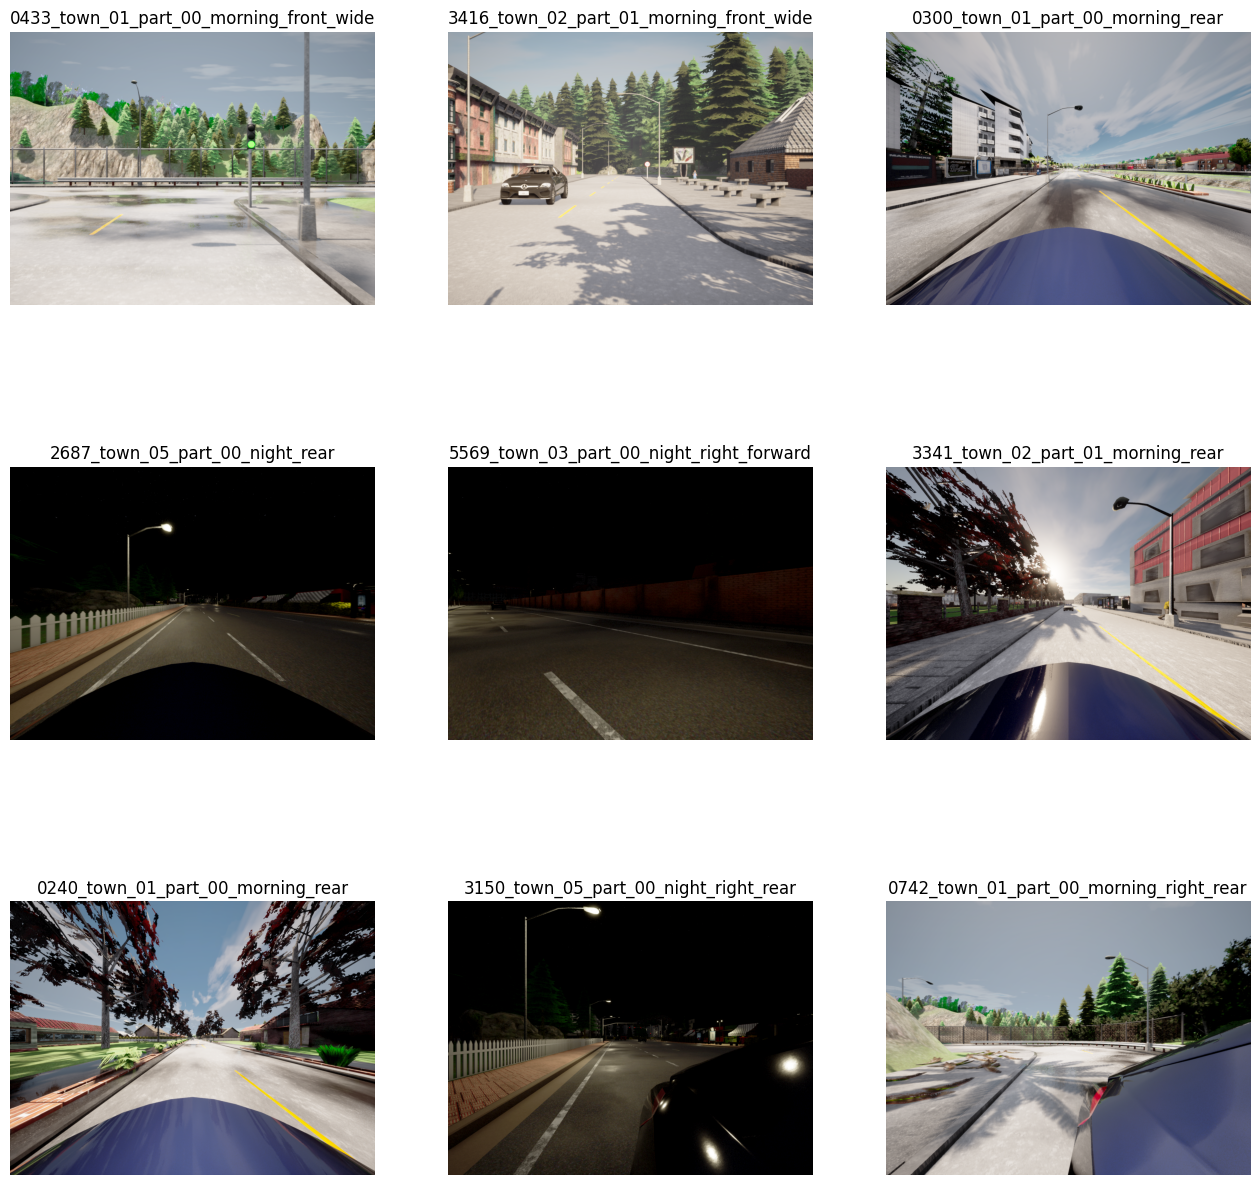 0433_town_01_part_00_morning_front_wide
3416_town_02_part_01_morning_front_wide
0300_town_01_part_00_morning_rear
2687_town_05_part_00_night_rear
5569_town_03_part_00_night_right_forward
3341_town_02_part_01_morning_rear
0240_town_01_part_00_morning_rear
3150_town_05_part_00_night_right_rear
0742_town_01_part_00_morning_right_rear